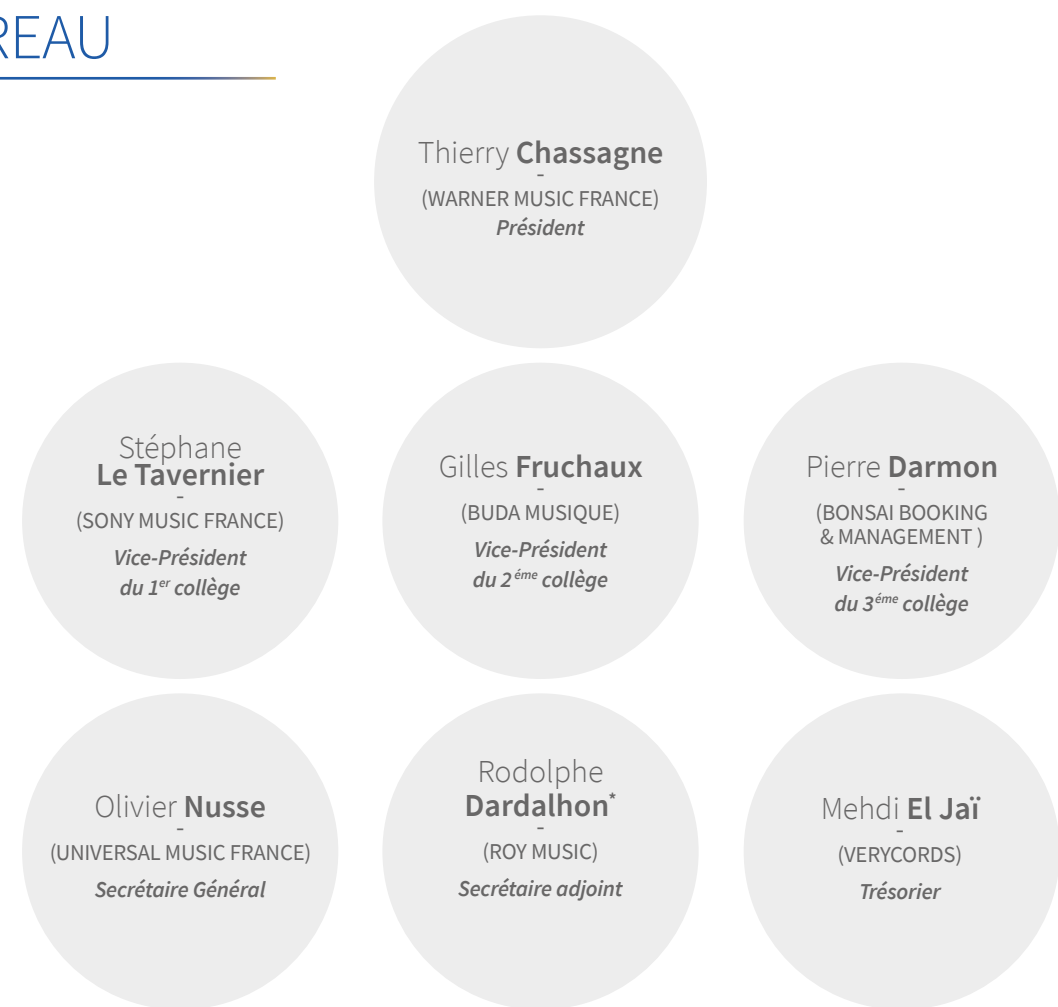 REAU
Thierry Chassagne
-
(WARNER MUSIC FRANCE)
Président
Stéphane
Le Tavernier
-
(SONY MUSIC FRANCE)
Vice-Président
du 1er collège
Gilles Fruchaux
-
(BUDA MUSIQUE)
Vice-Président
du 2 éme collège
Pierre Darmon
-
(BONSAI BOOKING
& MANAGEMENT )
Vice-Président
du 3éme collège
Olivier Nusse
-
(UNIVERSAL MUSIC FRANCE)
Secrétaire Général
Rodolphe
Dardalhon*
-
(ROY MUSIC)
Secrétaire adjoint
Mehdi El Jaï
-
(VERYCORDS)
Trésorier